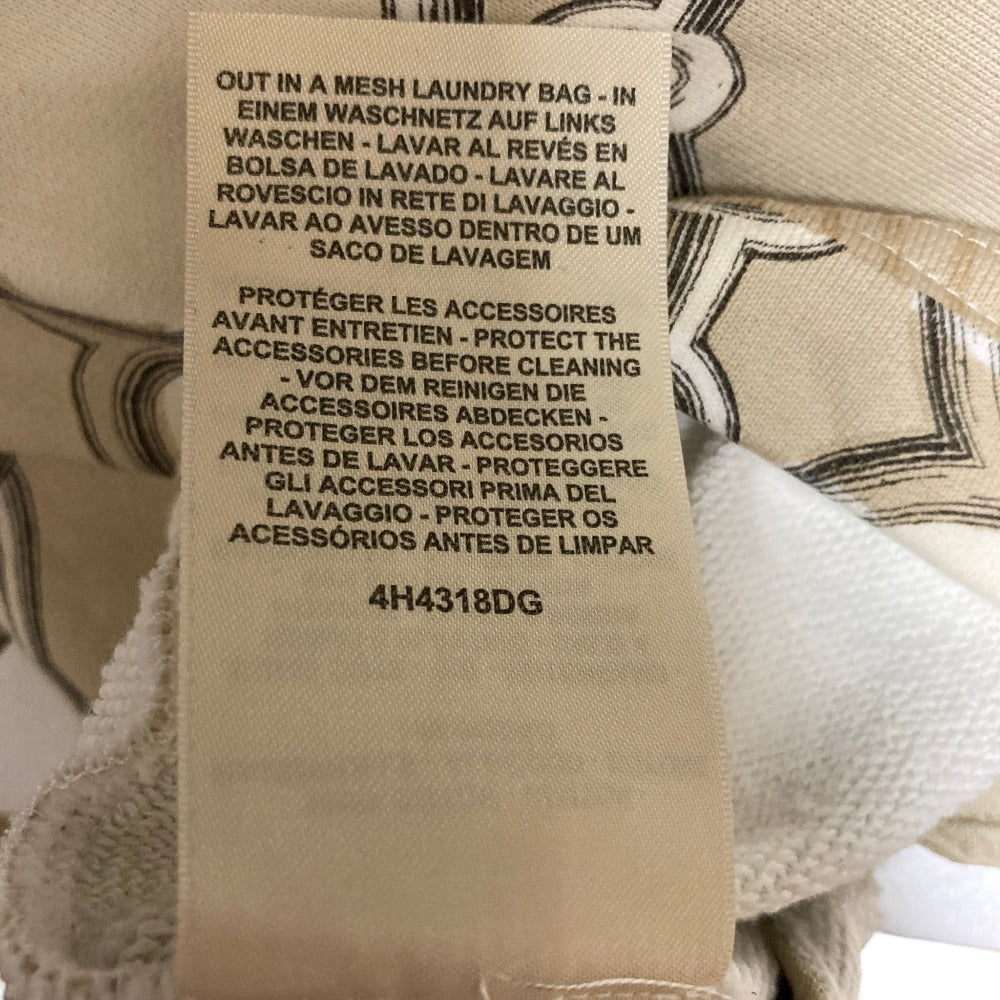 OUT IN A MESH LAUNDRY BAG - IN
EINEM WASCHNETZ AUF LINKS
WASCHEN - LAVAR AL REVÉS EN
BOLSA DE LAVADO - LAVARE AL
ROVESCIO IN RETE DI LAVAGGIO -
LAVAR AO AVESSO DENTRO DE UM
SACO DE LAVAGEM
PROTÉGER LES ACCESSOIRES
AVANT ENTRETIEN - PROTECT THE
ACCESSORIES BEFORE CLEANING
- VOR DEM REINIGEN DIE
ACCESSOIRES ABDECKEN -
PROTEGER LOS ACCESORIOS
ANTES DE LAVAR - PROTEGGERE
GLI ACCESSORI PRIMA DEL
LAVAGGIO - PROTEGER OS
ACESSÓRIOS ANTES DE LIMPAR
4H4318DG